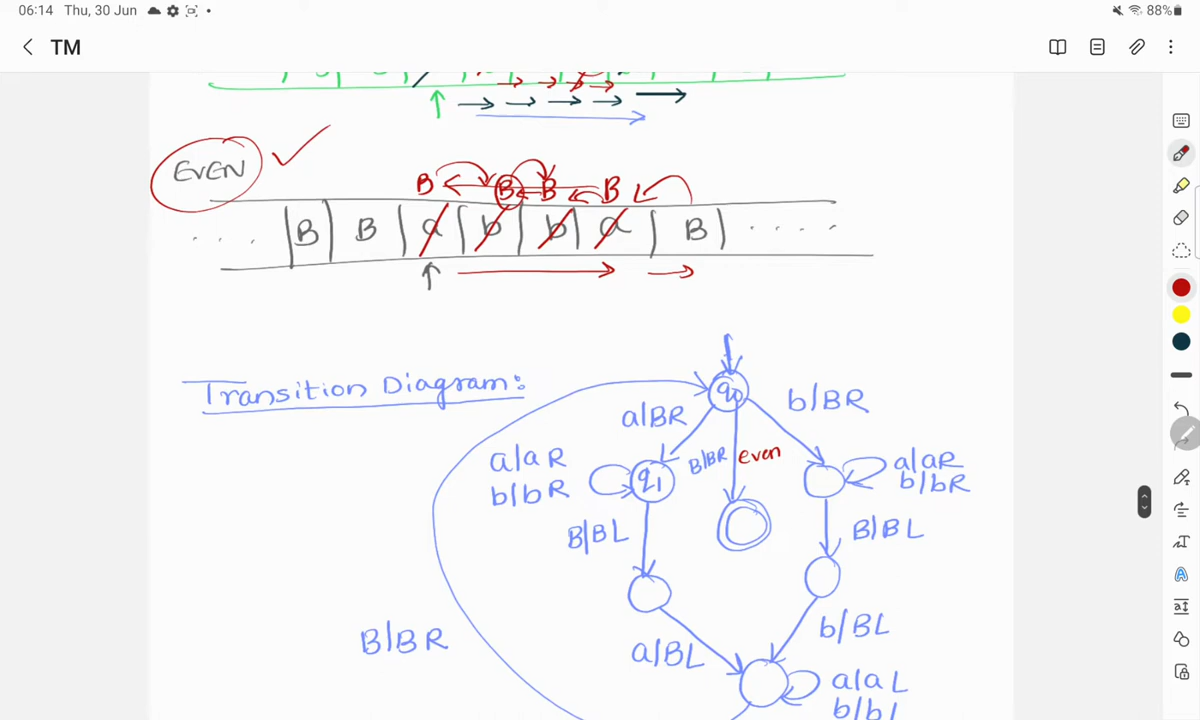 06:14 Thu, 30 Jun 88%
TM
EVEN
B B B B
.... B B a b b a B .....
Transition Diagram:
q0
a/BR b/BR
B/BR even
a/aR a/aR
b/bR q1 b/bR
B/BL B/BL
b/BL
B/BR a/BL
a/aL
b/bL